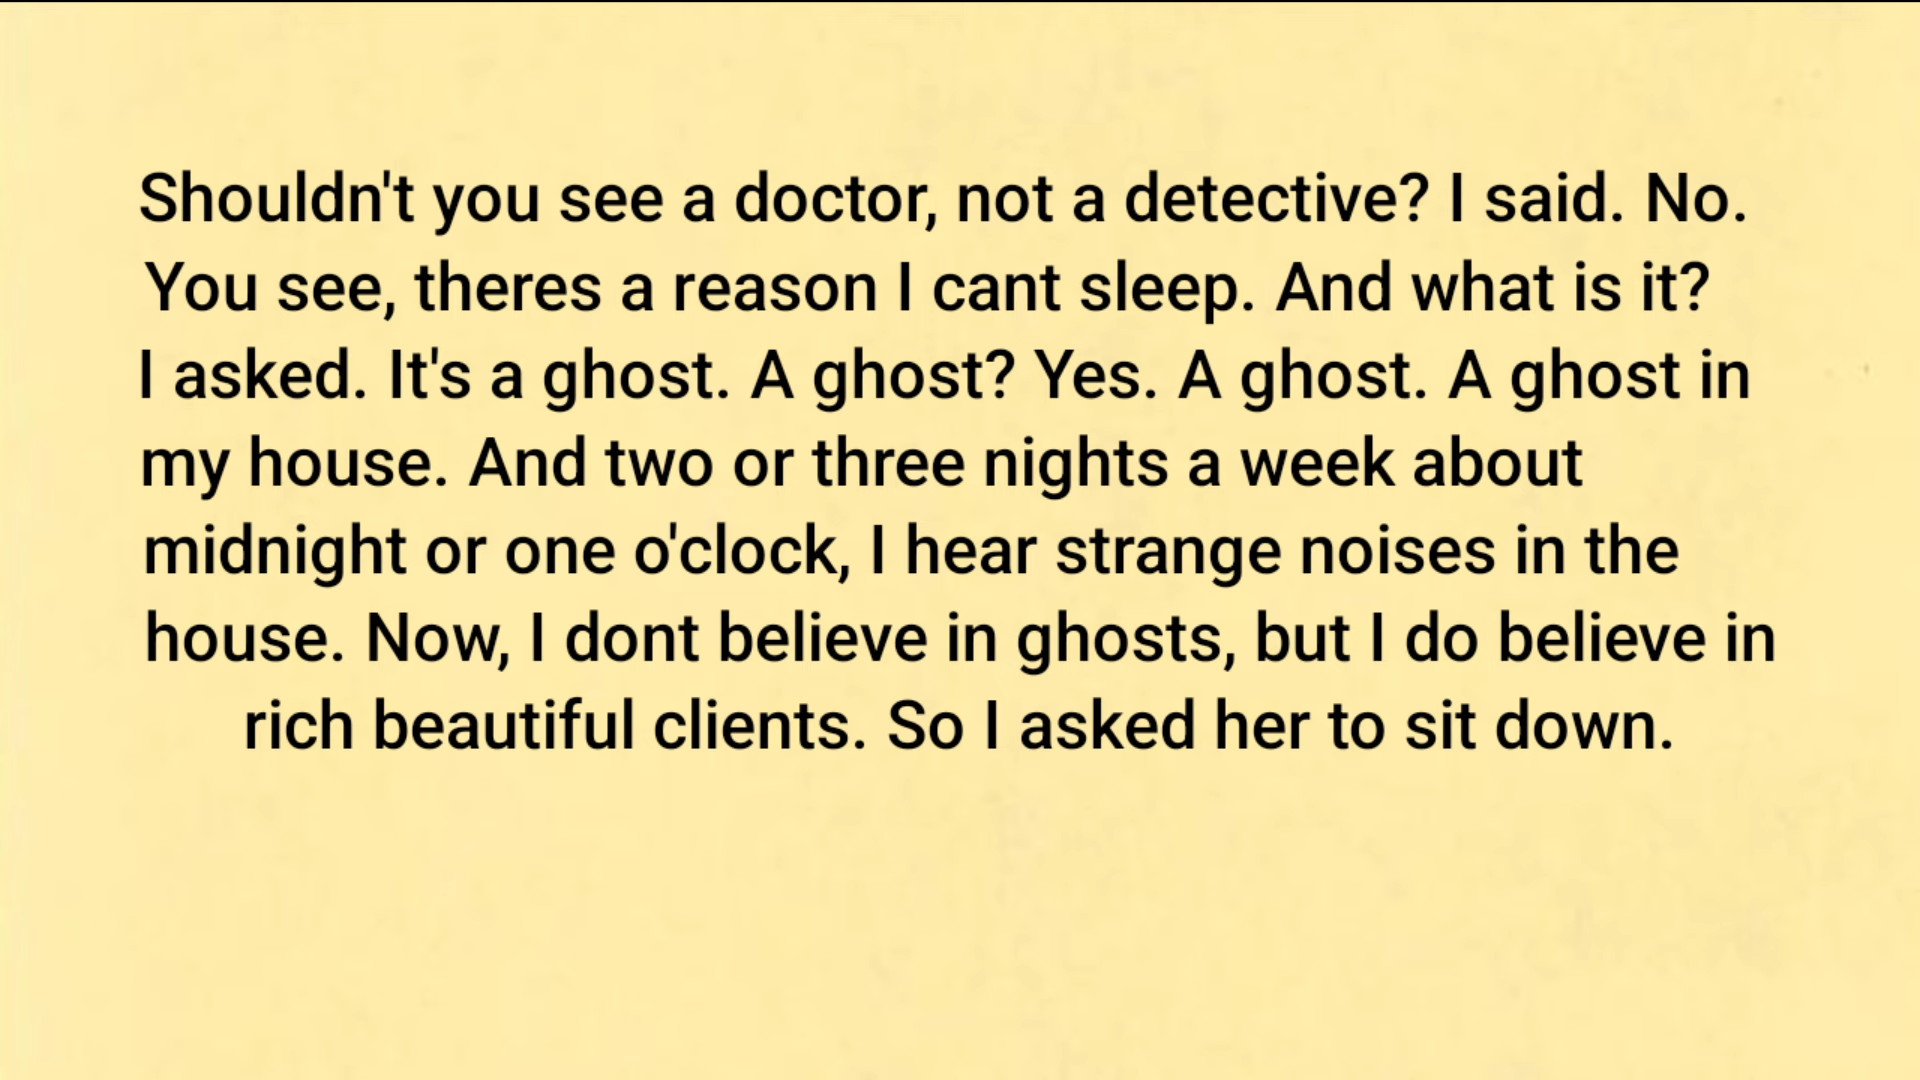 Shouldn't you see a doctor, not a detective? I said. No.
You see, theres a reason I cant sleep. And what is it?
I asked. It's a ghost. A ghost? Yes. A ghost. A ghost in
my house. And two or three nights a week about
midnight or one o'clock, I hear strange noises in the
house. Now, I dont believe in ghosts, but I do believe in
rich beautiful clients. So I asked her to sit down.